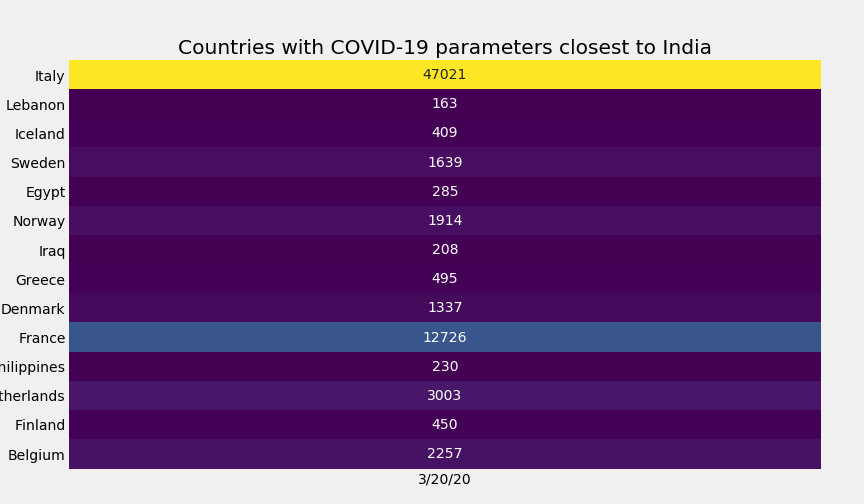 Countries with COVID-19 parameters closest to India
Italy 47021
Lebanon 163
Iceland 409
Sweden 1639
Egypt 285
Norway 1914
Iraq 208
Greece 495
Denmark 1337
France 12726
hilippines 230
therlands 3003
Finland 450
Belgium 2257
3/20/20